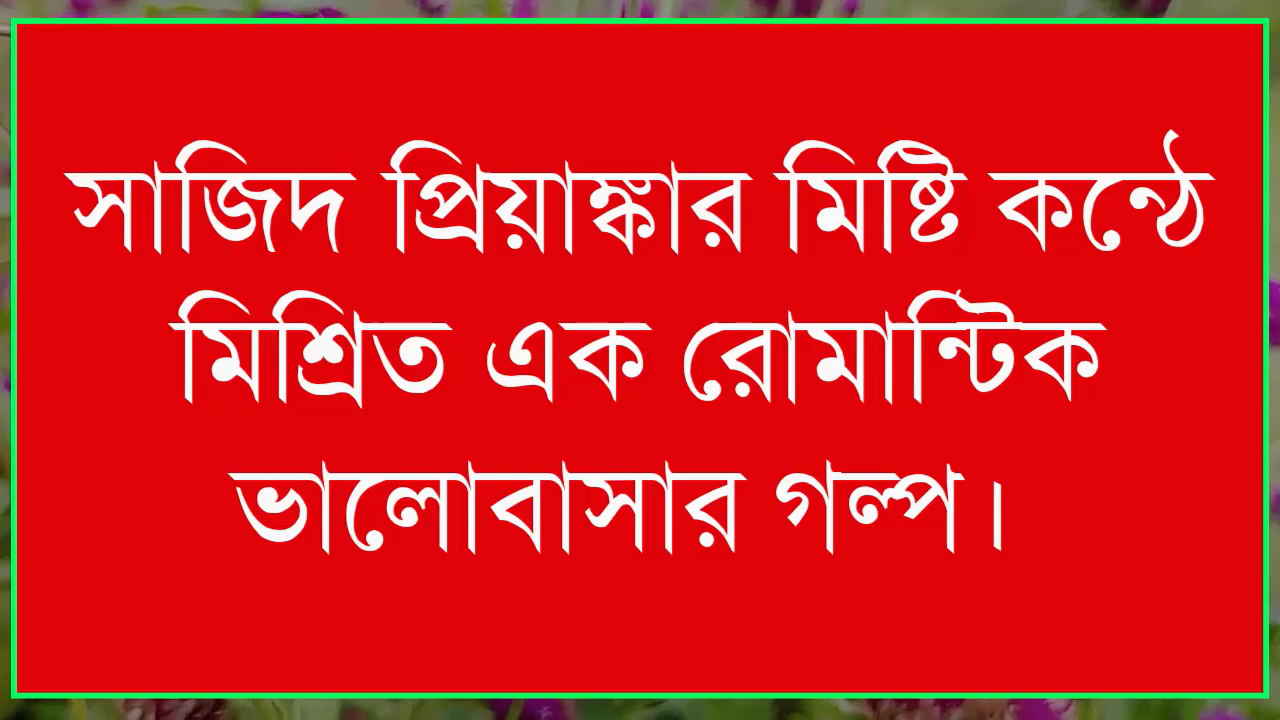 সাজিদ প্রিয়াঙ্কার মিষ্টি কন্ঠে
মিশ্রিত এক রোমান্টিক
ভালোবাসার গল্প।